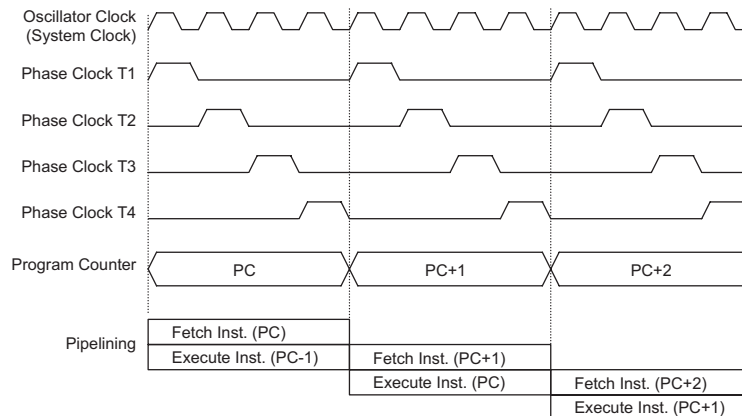 Oscillator Clock
(System Clock)
Phase Clock T1
Phase Clock T2
Phase Clock T3
Phase Clock T4
Program Counter
PC
PC+1
PC+2
Pipelining
Fetch Inst. (PC)
Execute Inst. (PC-1)
Fetch Inst. (PC+1)
Execute Inst. (PC)
Fetch Inst. (PC+2)
Execute Inst. (PC+1)